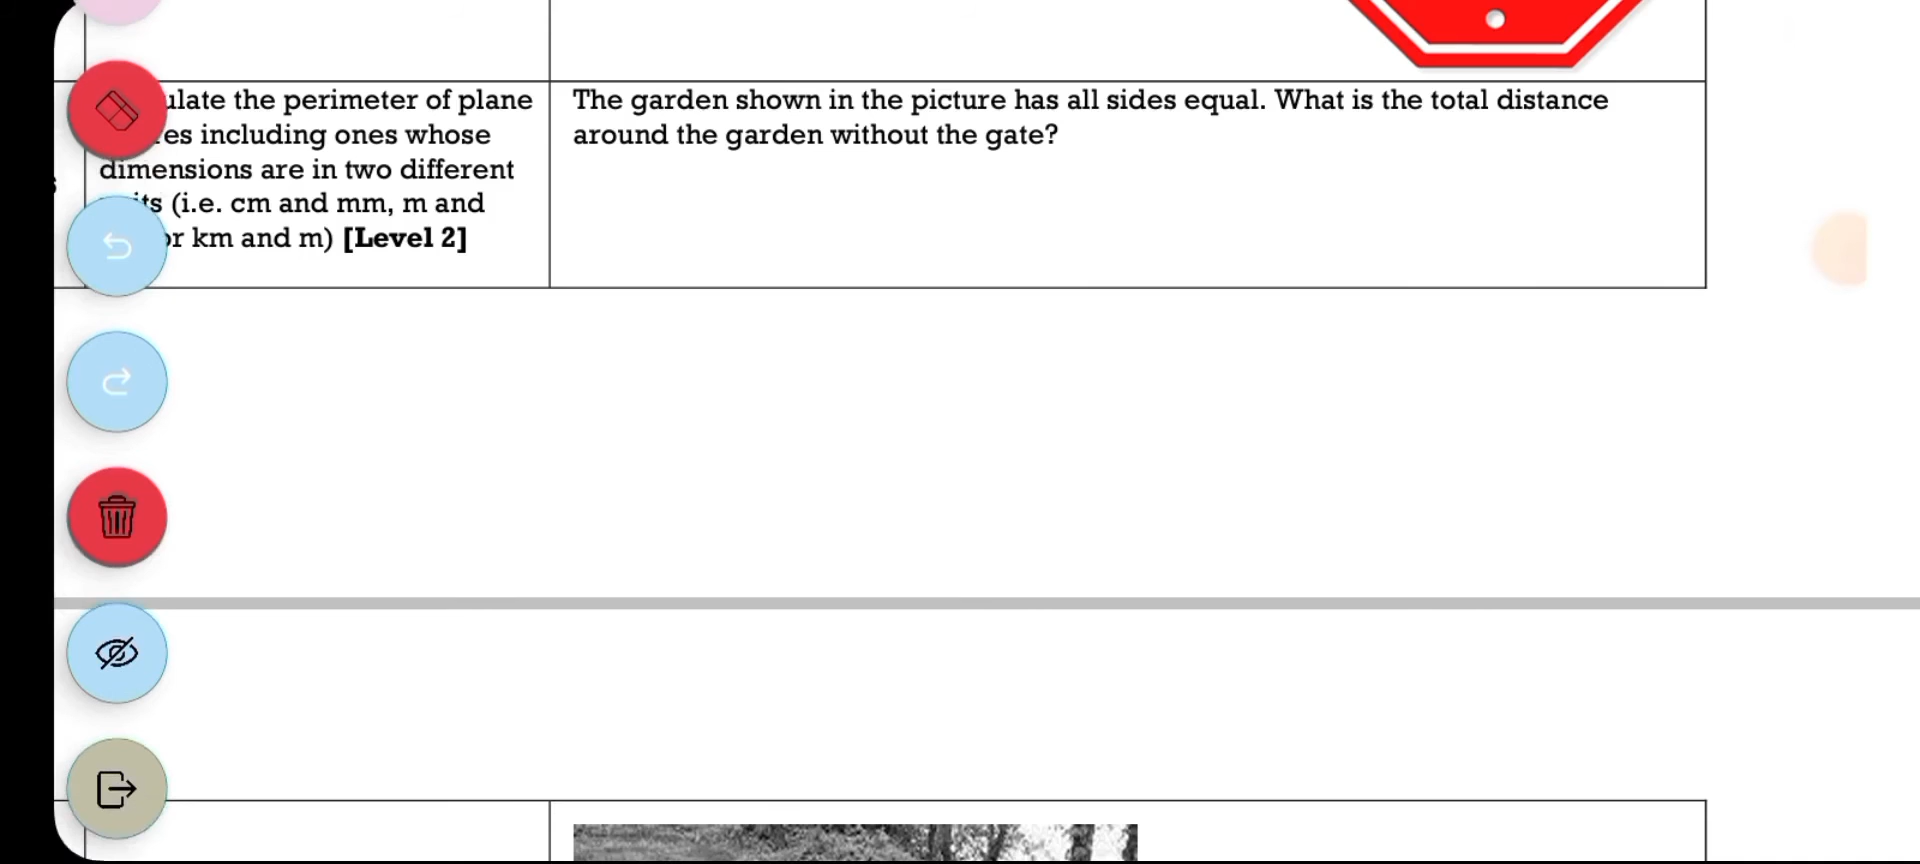 ulate the perimeter of plane
es including ones whose
dimensions are in two different
its (i.e. cm and mm, m and
or km and m) [Level 2]
The garden shown in the picture has all sides equal. What is the total distance
around the garden without the gate?